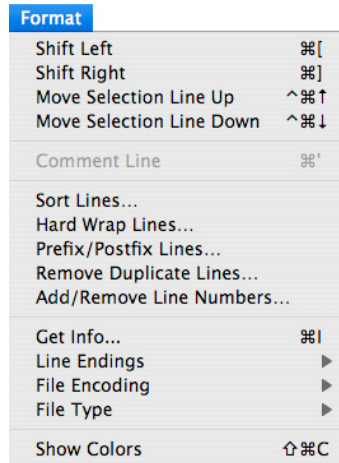 Format
Shift Left ⌘[
Shift Right ⌘]
Move Selection Line Up ^⌘↑
Move Selection Line Down ^⌘↓
Comment Line ⌘'
Sort Lines...
Hard Wrap Lines...
Prefix/Postfix Lines...
Remove Duplicate Lines...
Add/Remove Line Numbers...
Get Info... ⌘I
Line Endings ▶
File Encoding ▶
File Type ▶
Show Colors ⇧⌘C